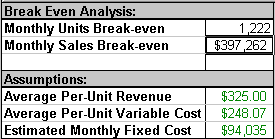 Break Even Analysis:
Monthly Units Break-even 1,222
Monthly Sales Break-even $397,262
Assumptions:
Average Per-Unit Revenue $325.00
Average Per-Unit Variable Cost $248.07
Estimated Monthly Fixed Cost $94,035